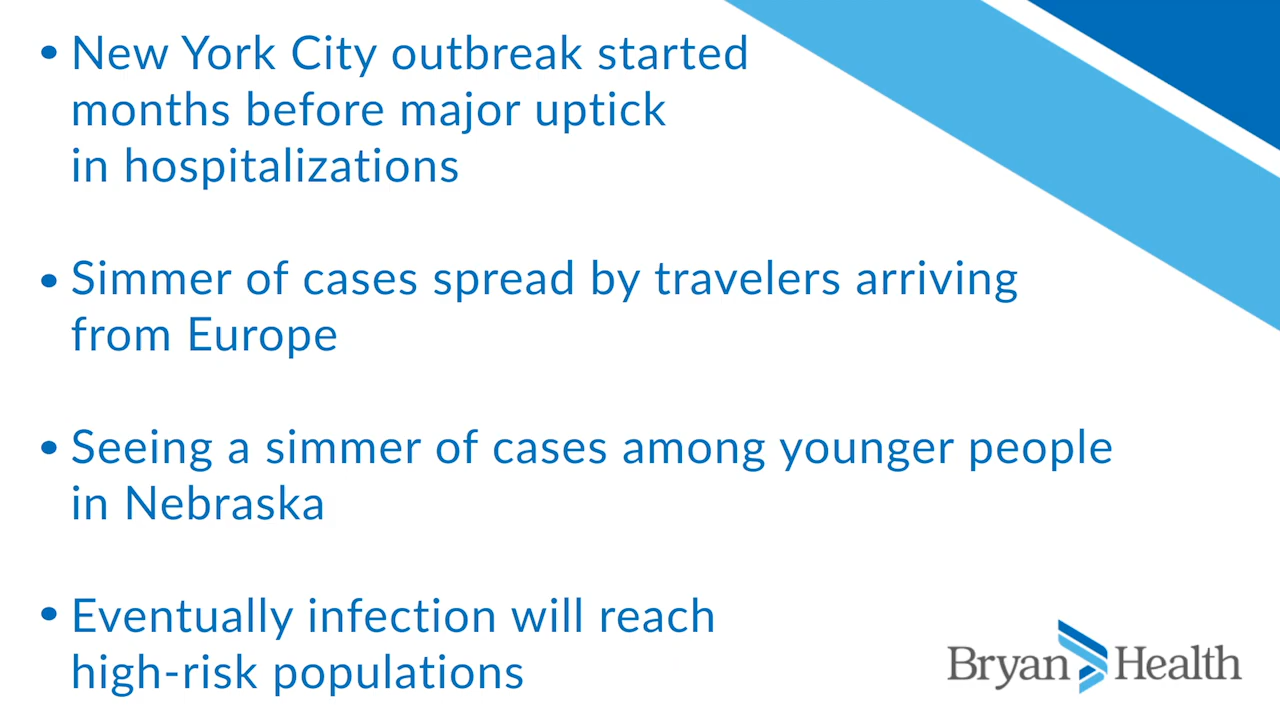 • New York City outbreak started
months before major uptick
in hospitalizations
• Simmer of cases spread by travelers arriving
from Europe
• Seeing a simmer of cases among younger people
in Nebraska
• Eventually infection will reach
high-risk populations
Bryan Health